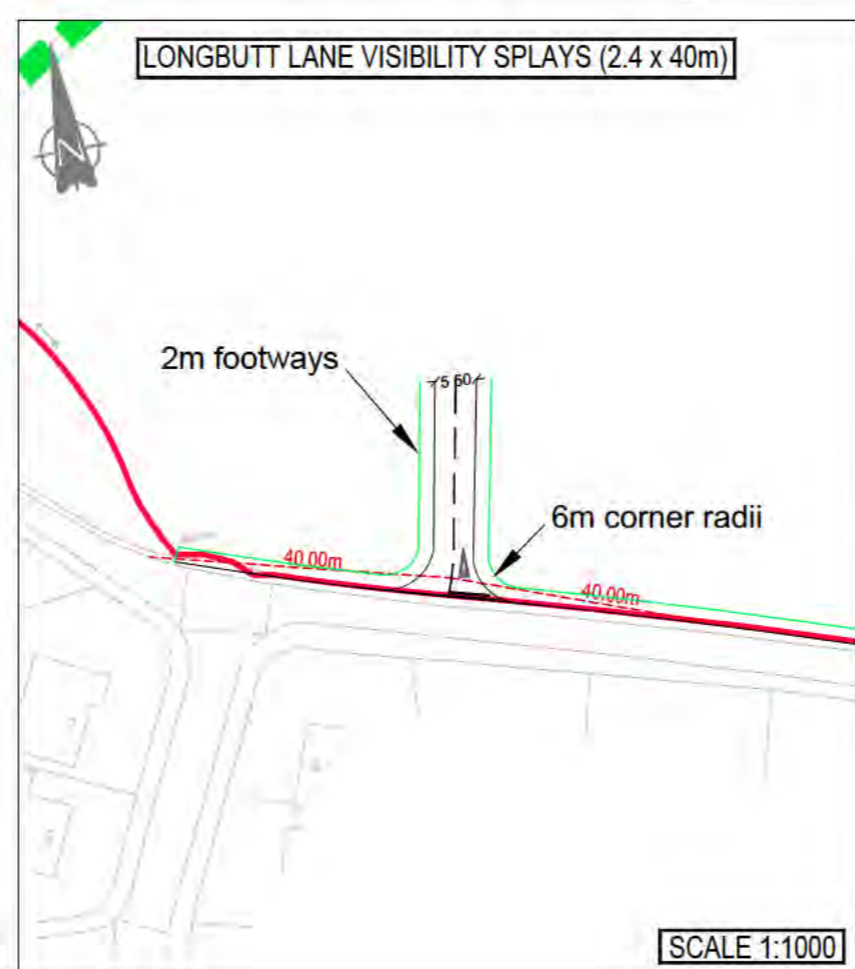 LONGBUTT LANE VISIBILITY SPLAYS (2.4 x 40m)
N
2m footways
5.50
6m corner radii
40.00m
40.00m
SCALE 1:1000